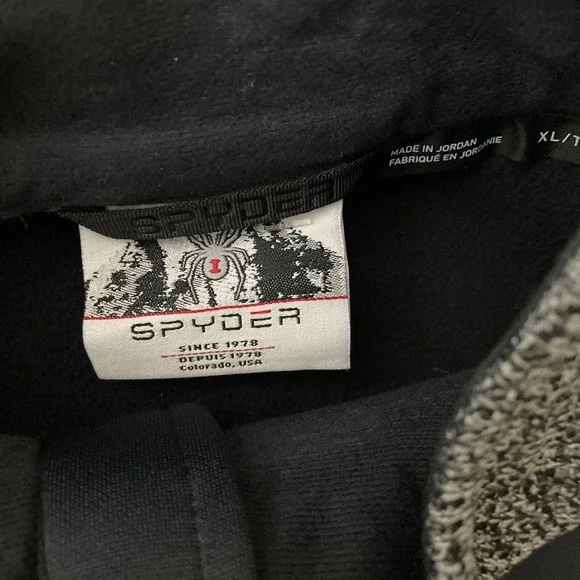 MADE IN JORDAN
FABRIQUÉ EN JORDANIE
XL/T
SPYDER
I
SPYDER
SINCE 1978
DEPUIS 1978
Colorado, USA